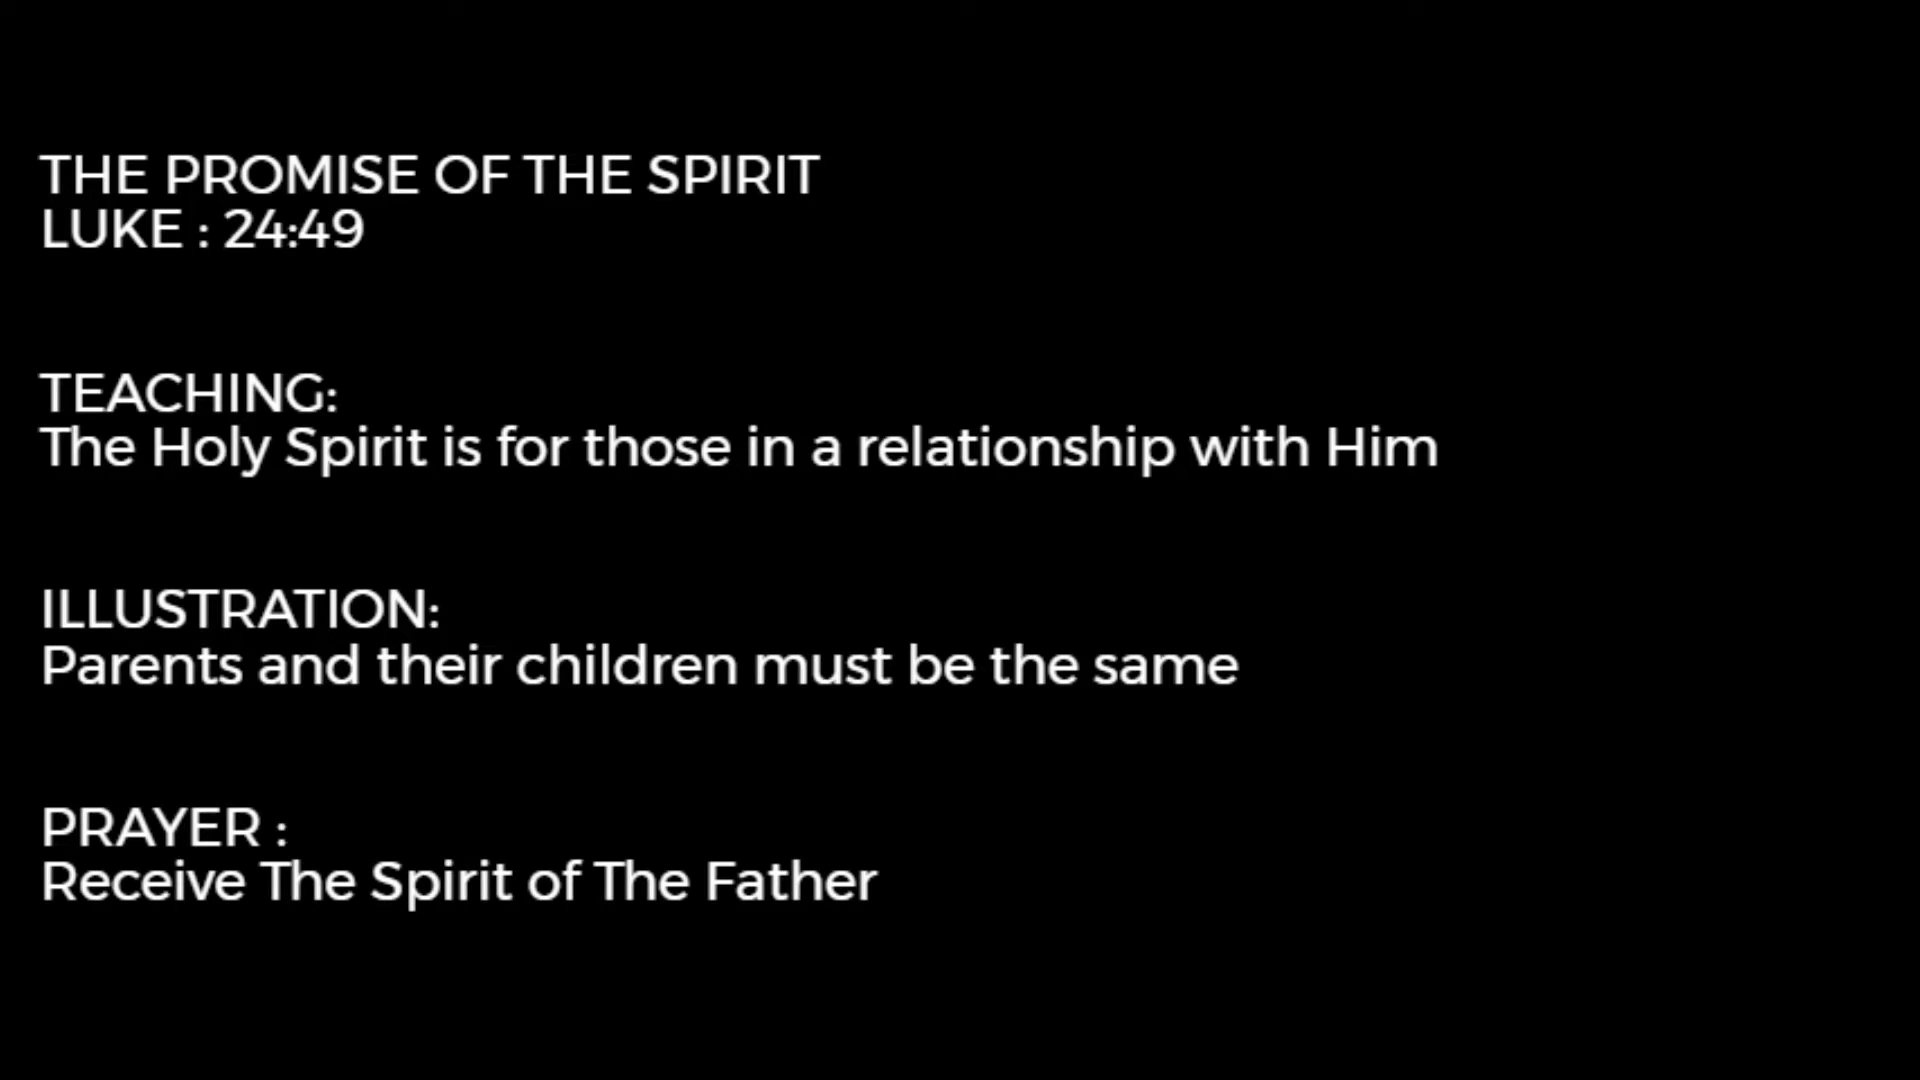 THE PROMISE OF THE SPIRIT
LUKE : 24:49
TEACHING:
The Holy Spirit is for those in a relationship with Him
ILLUSTRATION:
Parents and their children must be the same
PRAYER :
Receive The Spirit of The Father